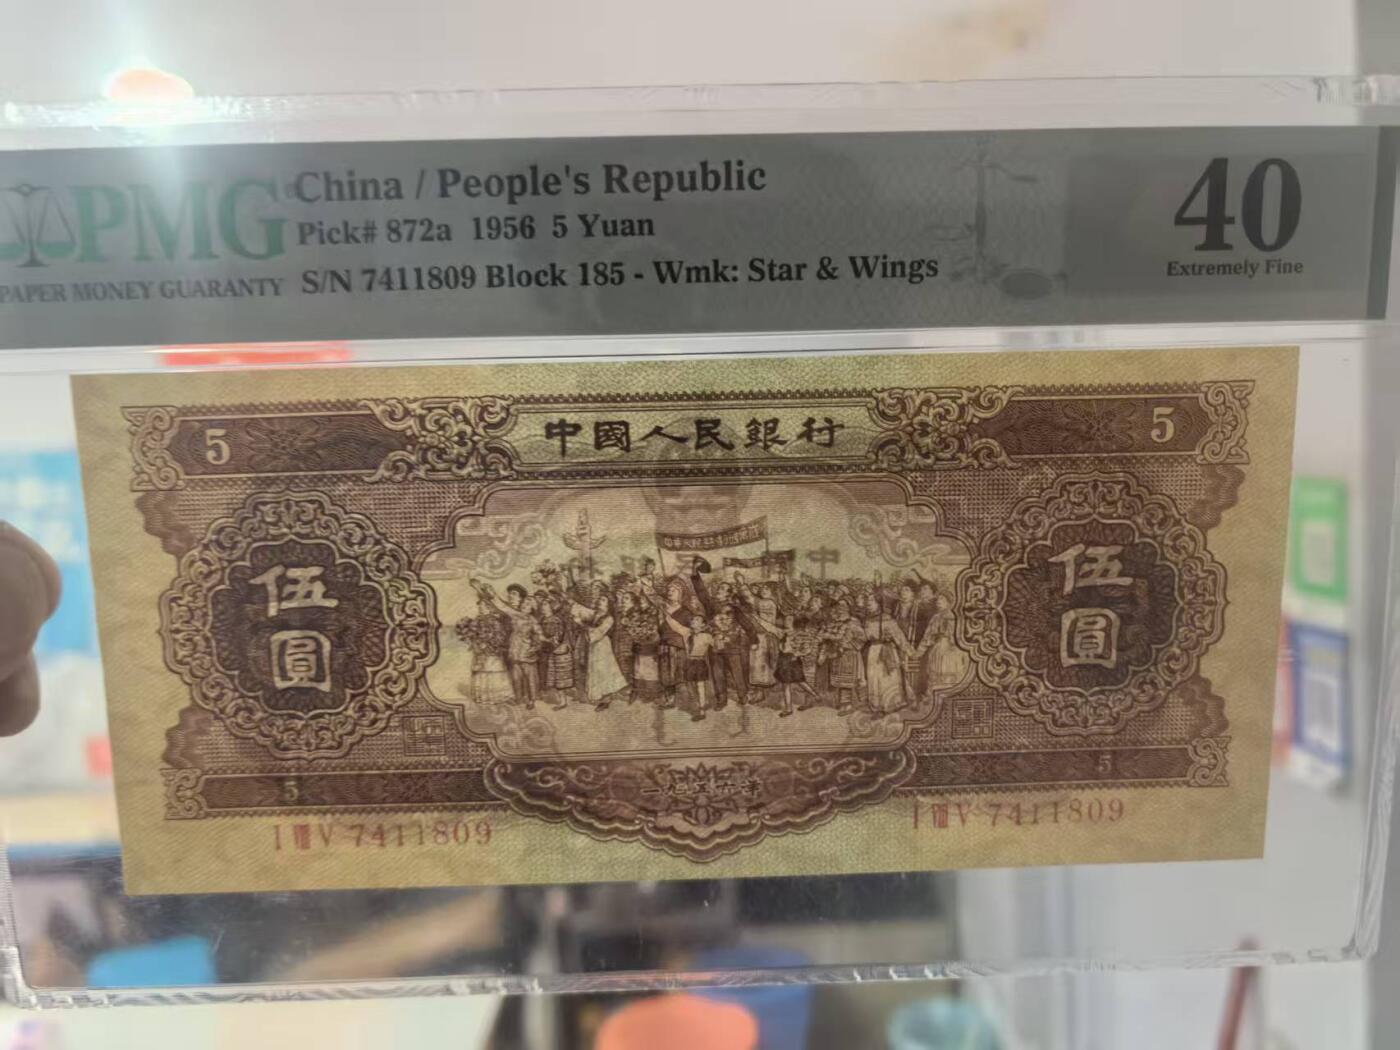 PMG
PAPER MONEY GUARANTY
China / People's Republic
Pick# 872a 1956 5 Yuan
S/N 7411809 Block 185 - Wmk: Star & Wings
40
Extremely Fine
5
中國人民銀行
5
伍圓
伍圓
5
一九五六年
5
I Ⅷ V 7411809
I Ⅷ V 7411809